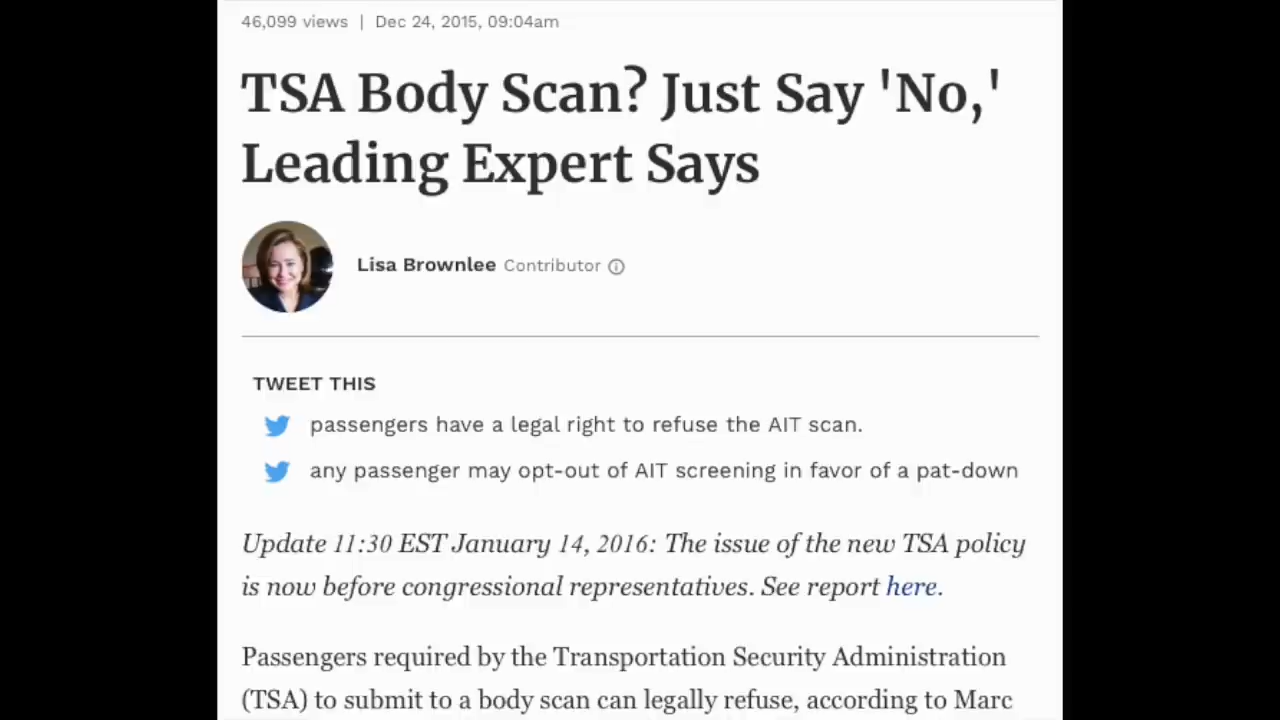 46,099 views | Dec 24, 2015, 09:04am
TSA Body Scan? Just Say 'No,'
Leading Expert Says
Lisa Brownlee Contributor
TWEET THIS
passengers have a legal right to refuse the AIT scan.
any passenger may opt-out of AIT screening in favor of a pat-down
Update 11:30 EST January 14, 2016: The issue of the new TSA policy
is now before congressional representatives. See report here.
Passengers required by the Transportation Security Administration
(TSA) to submit to a body scan can legally refuse, according to Marc